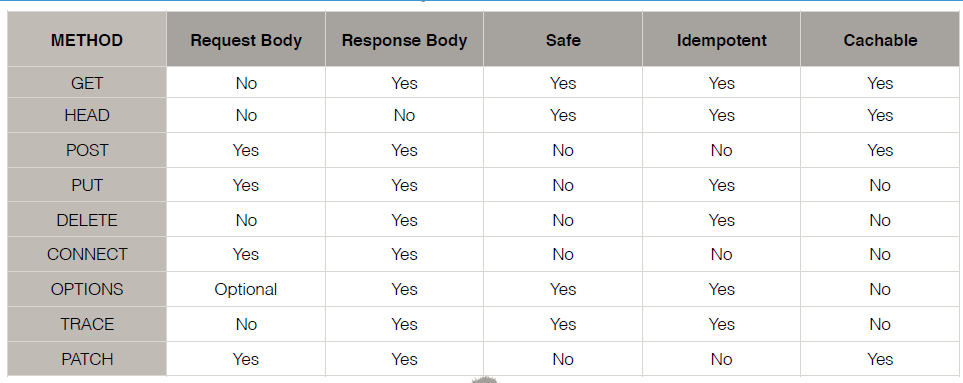 METHOD Request Body Response Body Safe Idempotent Cachable
GET No Yes Yes Yes Yes
HEAD No No Yes Yes Yes
POST Yes Yes No No Yes
PUT Yes Yes No Yes No
DELETE No Yes No Yes No
CONNECT Yes Yes No No No
OPTIONS Optional Yes Yes Yes No
TRACE No Yes Yes Yes No
PATCH Yes Yes No No Yes